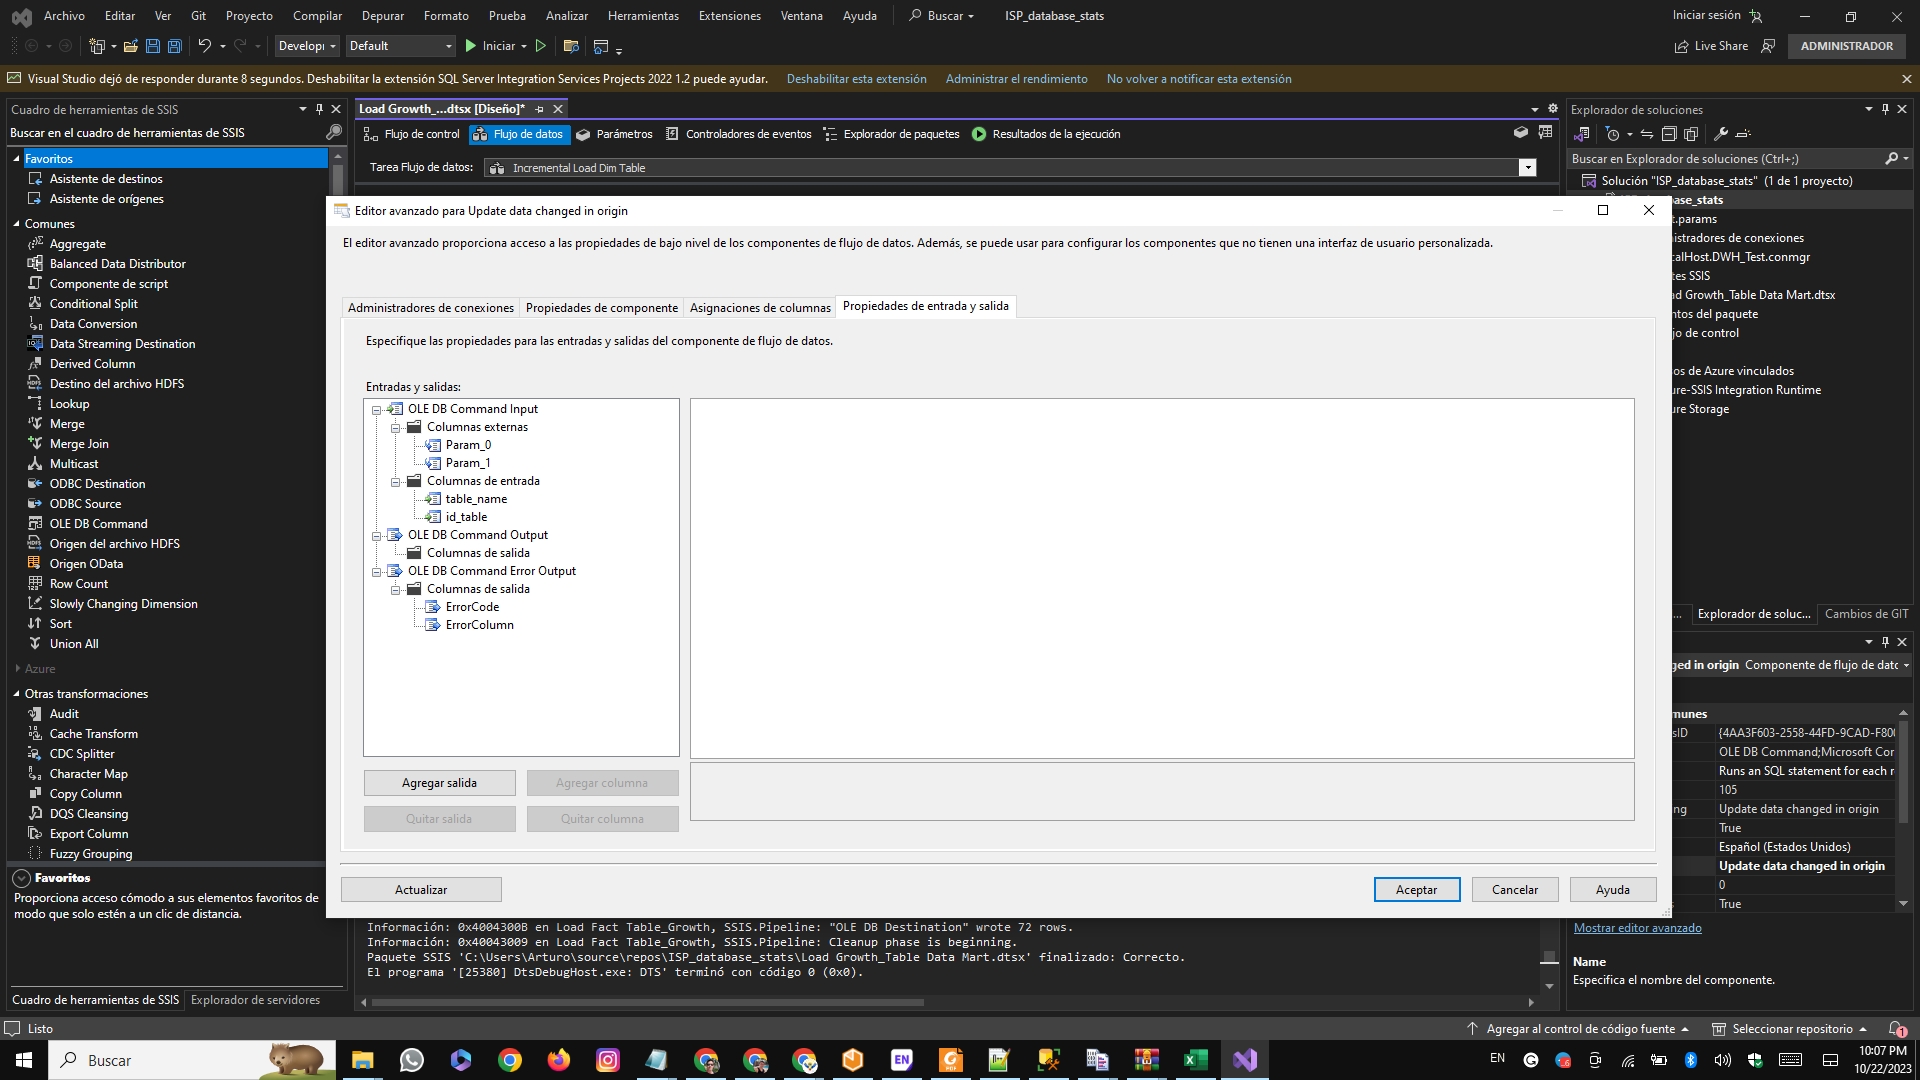 Archivo Editar Ver Git Proyecto Compilar Depurar Formato Prueba Analizar Herramientas Extensiones Ventana Ayuda Buscar ISP_database_stats Iniciar sesión
Develop Default Iniciar Live Share ADMINISTRADOR
Visual Studio dejó de responder durante 8 segundos. Deshabilitar la extensión SQL Server Integration Services Projects 2022 1.2 puede ayudar. Deshabilitar esta extensión Administrar el rendimiento No volver a notificar esta extensión
Cuadro de herramientas de SSIS
Buscar en el cuadro de herramientas de SSIS
Favoritos
Asistente de destinos
Asistente de orígenes
Comunes
Aggregate
Balanced Data Distributor
Componente de script
Conditional Split
Data Conversion
Data Streaming Destination
Derived Column
Destino del archivo HDFS
Lookup
Merge
Merge Join
Multicast
ODBC Destination
ODBC Source
OLE DB Command
Origen del archivo HDFS
Origen OData
Row Count
Slowly Changing Dimension
Sort
Union All
Azure
Otras transformaciones
Audit
Cache Transform
CDC Splitter
Character Map
Copy Column
DQS Cleansing
Export Column
Fuzzy Grouping
Favoritos
Proporciona acceso cómodo a sus elementos favoritos de
modo que solo estén a un clic de distancia.
Cuadro de herramientas de SSIS Explorador de servidores
Load Growth_...dtsx [Diseño]*
Flujo de control Flujo de datos Parámetros Controladores de eventos Explorador de paquetes Resultados de la ejecución
Tarea Flujo de datos: Incremental Load Dim Table
Editor avanzado para Update data changed in origin
El editor avanzado proporciona acceso a las propiedades de bajo nivel de los componentes de flujo de datos. Además, se puede usar para configurar los componentes que no tienen una interfaz de usuario personalizada.
Administradores de conexiones Propiedades de componente Asignaciones de columnas Propiedades de entrada y salida
Especifique las propiedades para las entradas y salidas del componente de flujo de datos.
Entradas y salidas:
OLE DB Command Input
Columnas externas
Param_0
Param_1
Columnas de entrada
table_name
id_table
OLE DB Command Output
Columnas de salida
OLE DB Command Error Output
Columnas de salida
ErrorCode
ErrorColumn
Agregar salida Agregar columna
Quitar salida Quitar columna
Actualizar Aceptar Cancelar Ayuda
Información: 0x4004300B en Load Fact Table_Growth, SSIS.Pipeline: "OLE DB Destination" wrote 72 rows.
Información: 0x40043009 en Load Fact Table_Growth, SSIS.Pipeline: Cleanup phase is beginning.
Paquete SSIS 'C:\Users\Arturo\source\repos\ISP_database_stats\Load Growth_Table Data Mart.dtsx' finalizado: Correcto.
El programa '[25380] DtsDebugHost.exe: DTS' terminó con código 0 (0x0).
Explorador de soluciones
Buscar en Explorador de soluciones (Ctrl+;)
Solución "ISP_database_stats" (1 de 1 proyecto)
base_stats
t.params
istradores de conexiones
calHost.DWH_Test.conmgr
tes SSIS
ad Growth_Table Data Mart.dtsx
ntos del paquete
jo de control
os de Azure vinculados
ure-SSIS Integration Runtime
ure Storage
... Explorador de soluc... Cambios de GIT
ged in origin Componente de flujo de datc
munes
sID {4AA3F603-2558-44FD-9CAD-F80
OLE DB Command;Microsoft Cor
Runs an SQL statement for each r
105
ng Update data changed in origin
True
Español (Estados Unidos)
Update data changed in origin
0
s True
Mostrar editor avanzado
Name
Especifica el nombre del componente.
Listo Agregar al control de código fuente Seleccionar repositorio 1
Buscar EN EN 10:07 PM
10/22/2023